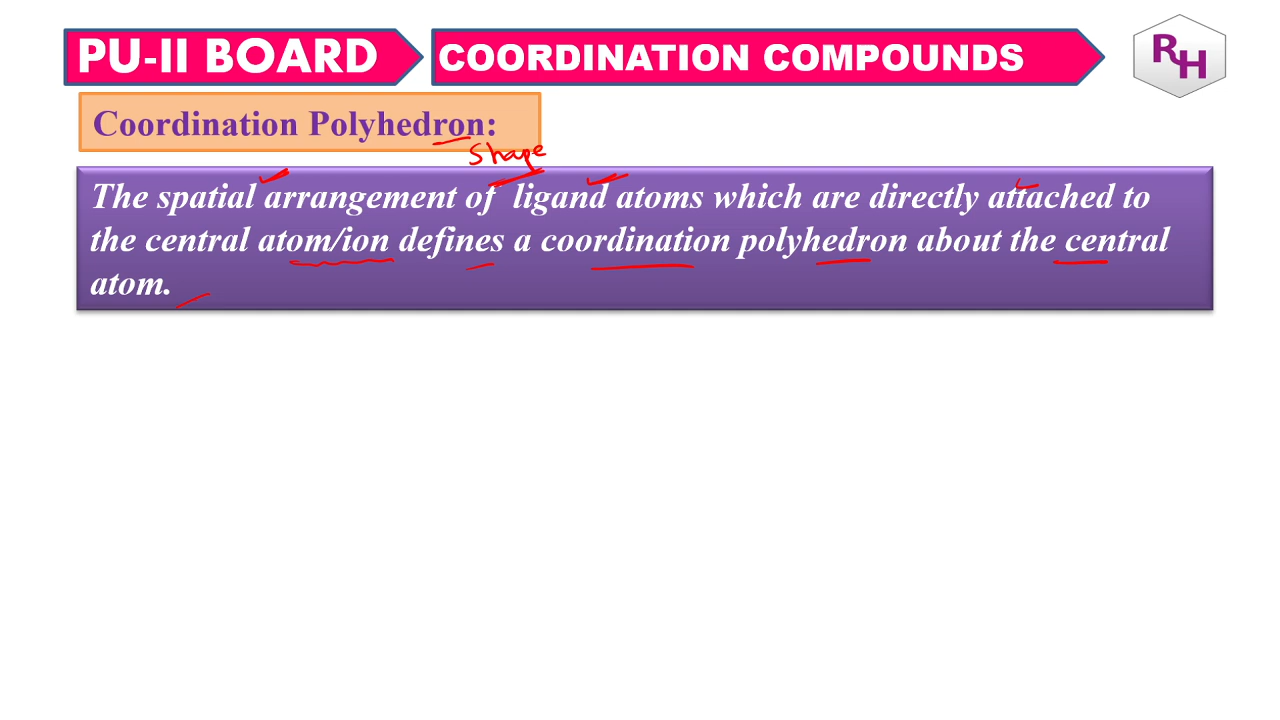 PU-II BOARD
COORDINATION COMPOUNDS
RH
Coordination Polyhedron:
Shape
The spatial arrangement of ligand atoms which are directly attached to
the central atom/ion defines a coordination polyhedron about the central
atom.